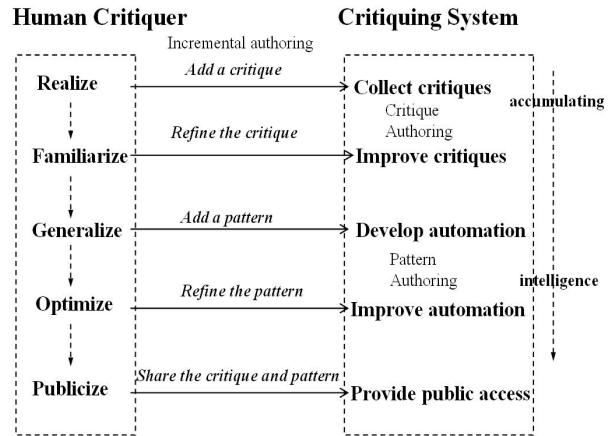 Human Critiquer
Critiquing System
Incremental authoring
Realize
Add a critique
Collect critiques
accumulating
Critique
Authoring
Familiarize
Refine the critique
Improve critiques
Generalize
Add a pattern
Develop automation
Pattern
Authoring
intelligence
Optimize
Refine the pattern
Improve automation
Publicize
Share the critique and pattern
Provide public access